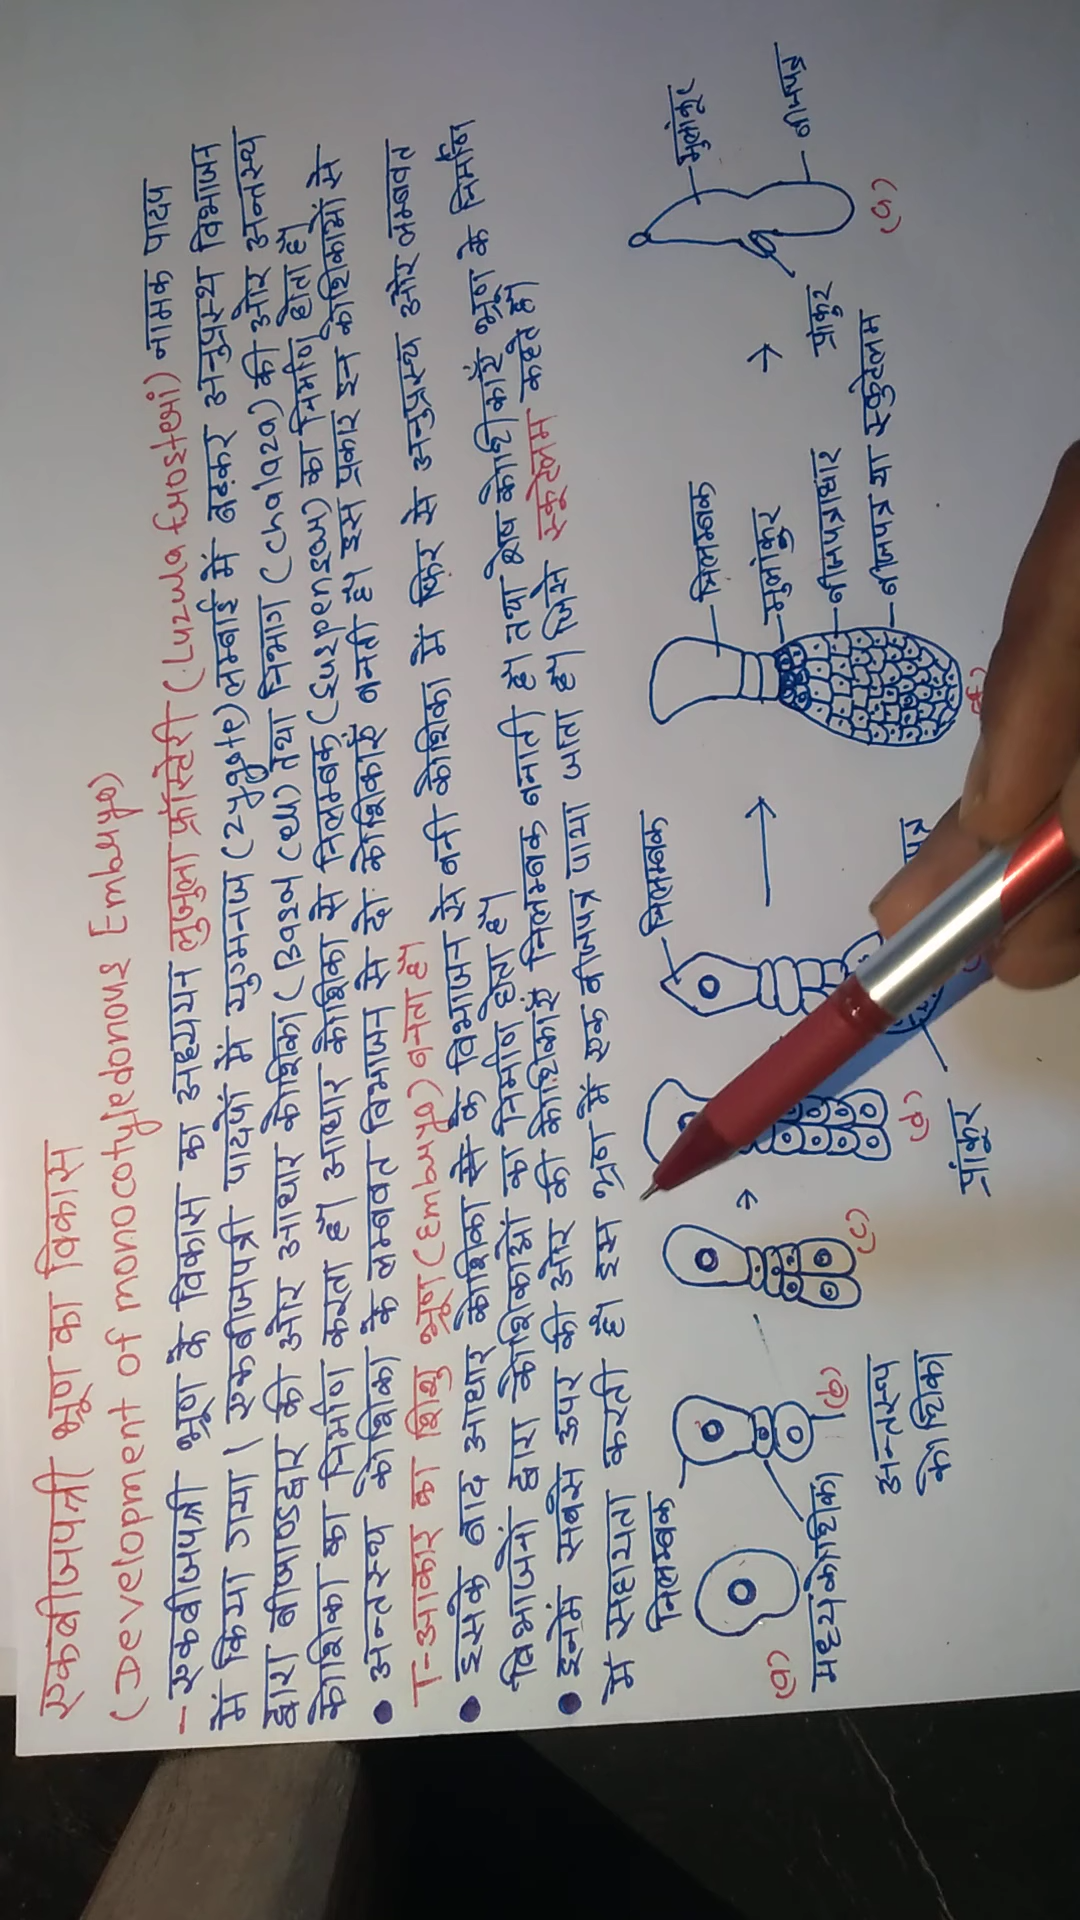 एकबीजपत्री भ्रूण का विकास
(Development of monocotyledonous Embryo)
- एकबीजपत्री भ्रूण के विकास का अध्ययन लुजुला फ्रॉस्टेरी (Luzula frosterii) नामक पादप
में किया गया। एकबीजपत्री पादपों में युग्मनज (Zygote) लम्बाई में बढ़कर अनुप्रस्थ विभाजन
द्वारा बीजाण्डद्वार की ओर आधार कोशिका (Basal cell) तथा निभाग (Chalaza) की ओर अन्तस्थ
कोशिका का निर्माण करता है। आधार कोशिका से निलम्बक (Suspensor) का निर्माण होता है।
• अन्तस्थ कोशिका के लम्बवत विभाजन से दो कोशिकाऐं बनती है। इस प्रकार इन कोशिकाओं से
T-आकार का शिशु भ्रूण (Embryo) बनता है।
• इसके बाद आधार कोशिका से के विभाजन से बनी कोशिका में फिर से अनुप्रस्थ और लम्बवत
विभाजनों द्वारा कोशिकाओं का निर्माण होता है।
• इनमें सबसे ऊपर की ओर की कोशिकाऐं निलम्बक बनाती है। तथा शेष कोशिकाऐं भ्रूण के निर्माण
में सहायता करती है। इस भ्रूण में एक बीजपत्र पाया जाता है। जिसे स्कूटेलम कहते है।
निलम्बक
निलम्बक
निलम्बक
मुलांकूर
मुलांकुर
बीजपत्राधार
बीजपत्र या स्कुटेलम
बीजपत्र
प्रांकुर
मध्यकोशिका
अन्तस्थ
कोशिका
प्रांकूर
(a)
(b)
(c)
(d)
(g)